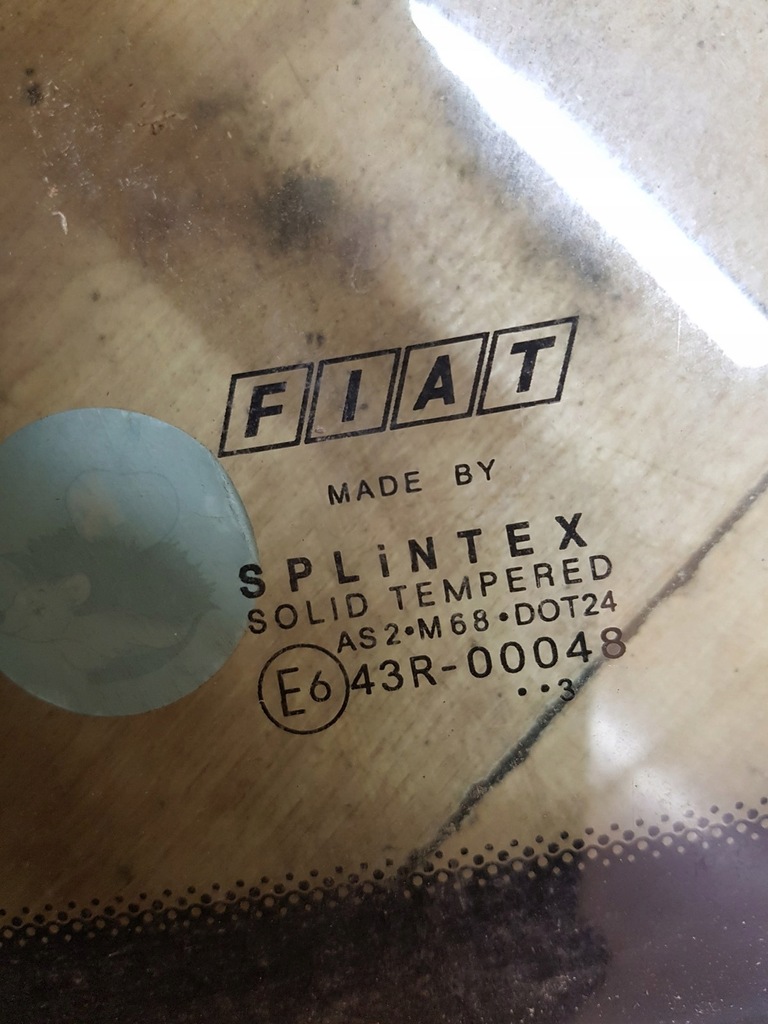 FIAT
MADE BY
SPLiNTEX
SOLID TEMPERED
AS2•M68•DOT24
E6 43R-00048
••3